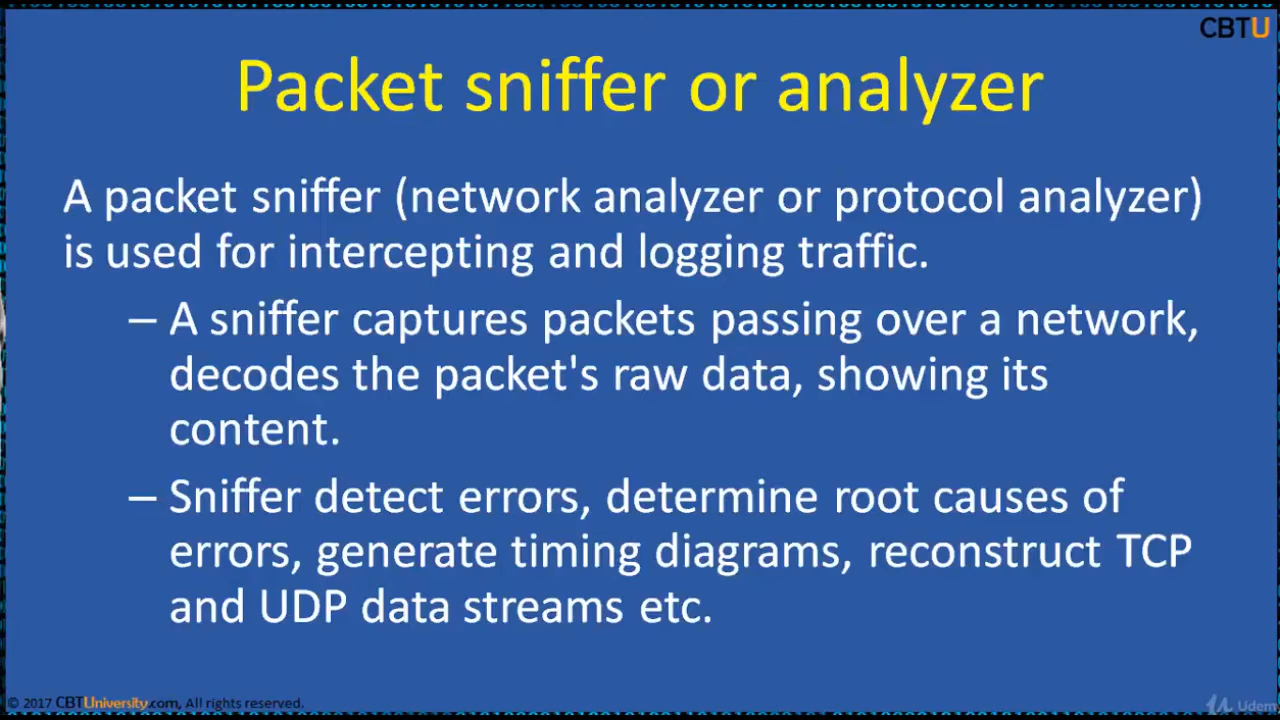 CBTU
Packet sniffer or analyzer
A packet sniffer (network analyzer or protocol analyzer)
is used for intercepting and logging traffic.
– A sniffer captures packets passing over a network,
decodes the packet's raw data, showing its
content.
– Sniffer detect errors, determine root causes of
errors, generate timing diagrams, reconstruct TCP
and UDP data streams etc.
© 2017 CBTUniversity.com, All rights reserved.